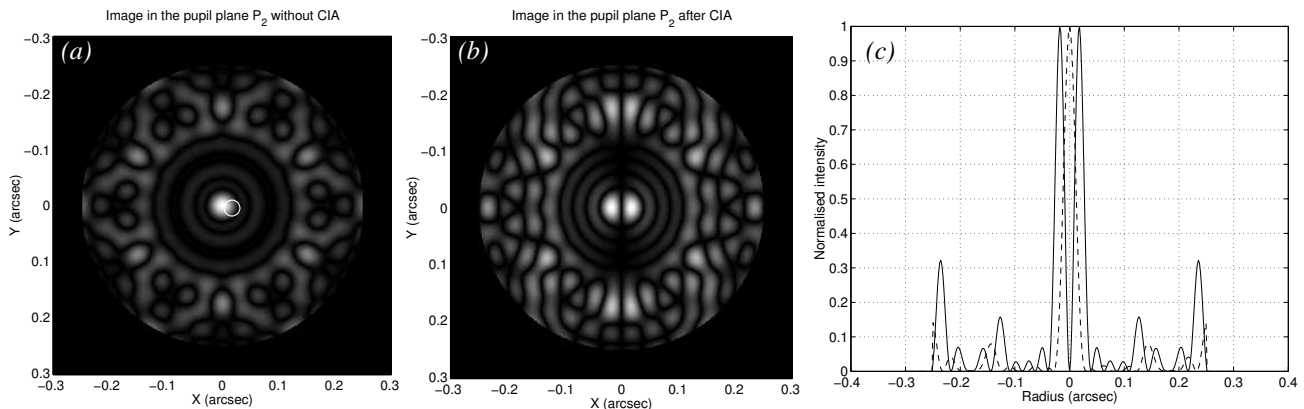 Image in the pupil plane P2 without CIA
(a)
−0.3
−0.2
−0.1
0
0.1
0.2
0.3
Y (arcsec)
−0.3 −0.2 −0.1 0 0.1 0.2 0.3
X (arcsec)
Image in the pupil plane P2 after CIA
(b)
−0.3
−0.2
−0.1
0
0.1
0.2
0.3
Y (arcsec)
−0.3 −0.2 −0.1 0 0.1 0.2 0.3
X (arcsec)
(c)
1
0.9
0.8
0.7
0.6
0.5
0.4
0.3
0.2
0.1
0
Normalised intensity
−0.4 −0.3 −0.2 −0.1 0 0.1 0.2 0.3 0.4
Radius (arcsec)